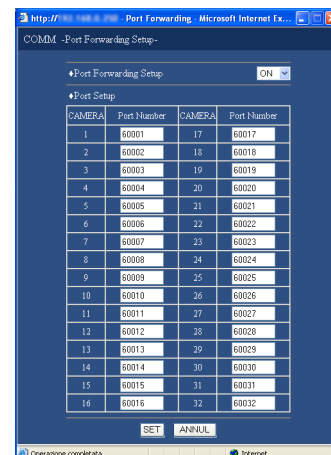 http:// - Port Forwarding - Microsoft Internet Ex...
COMM -Port Forwarding Setup-
♦Port Forwarding Setup ON
♦Port Setup
CAMERA Port Number CAMERA Port Number
1 60001 17 60017
2 60002 18 60018
3 60003 19 60019
4 60004 20 60020
5 60005 21 60021
6 60006 22 60022
7 60007 23 60023
8 60008 24 60024
9 60009 25 60025
10 60010 26 60026
11 60011 27 60027
12 60012 28 60028
13 60013 29 60029
14 60014 30 60030
15 60015 31 60031
16 60016 32 60032
SET ANNUL
Operazione completata Internet